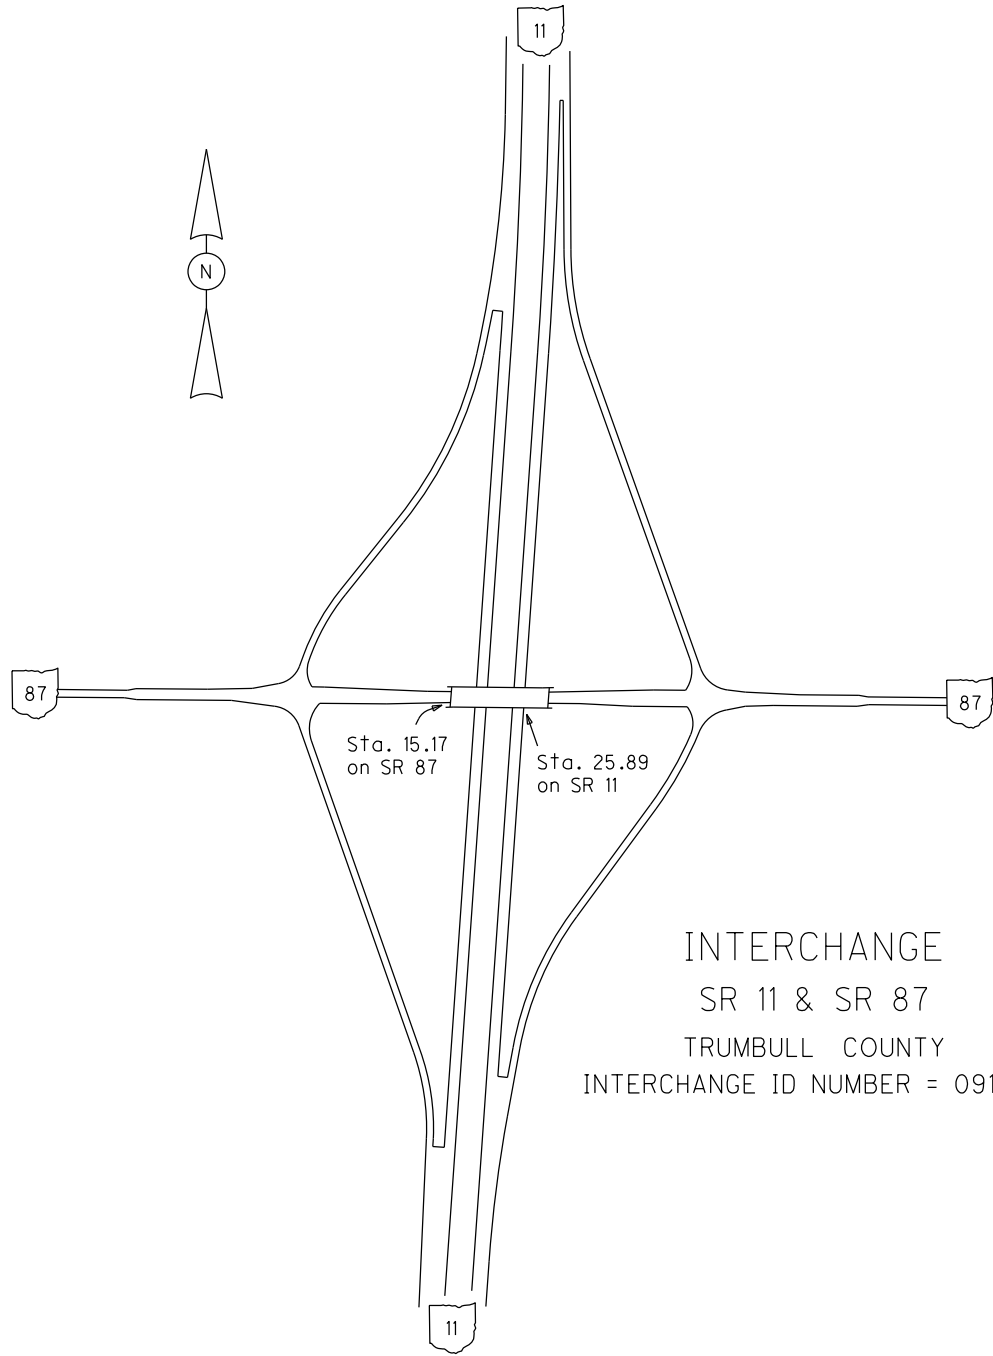 11
N
87
87
Sta. 15.17
on SR 87
Sta. 25.89
on SR 11
INTERCHANGE
SR 11 & SR 87
TRUMBULL COUNTY
INTERCHANGE ID NUMBER = 091
11